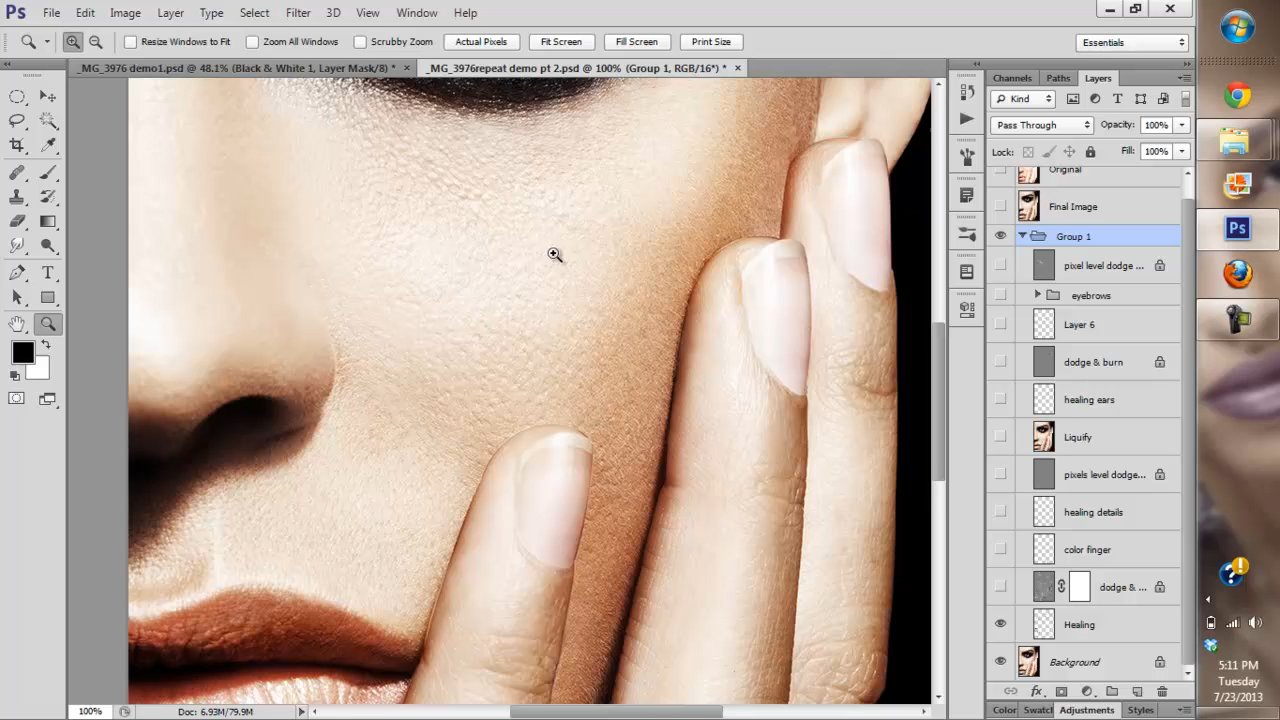 Ps File Edit Image Layer Type Select Filter 3D View Window Help
Resize Windows to Fit Zoom All Windows Scrubby Zoom Actual Pixels Fit Screen Fill Screen Print Size Essentials
_MG_3976 demo1.psd @ 48.1% (Black & White 1, Layer Mask/8) * × _MG_3976repeat demo pt 2.psd @ 100% (Group 1, RGB/16*) * ×
Channels Paths Layers
Kind
Pass Through Opacity: 100%
Lock: Fill: 100%
Original
Final Image
Group 1
pixel level dodge ...
eyebrows
Layer 6
dodge & burn
healing ears
Liquify
pixels level dodge...
healing details
color finger
dodge & ...
Healing
Background
100% Doc: 6.93M/79.9M
Color Swatch Adjustments Styles
Ps
5:11 PM
Tuesday
7/23/2013